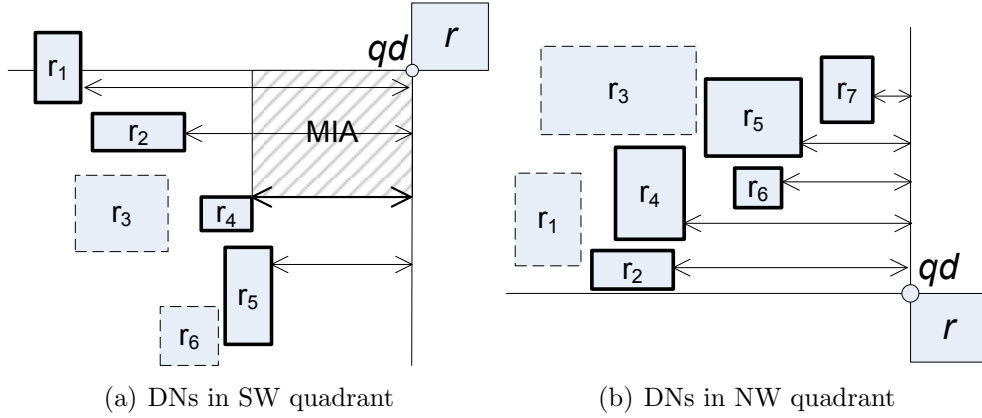 qd r
r₁
r₂ MIA
r₃ r₄
r₅
r₆
(a) DNs in SW quadrant
r₃ r₇
r₅
r₆
r₁ r₄
r₂ qd
r
(b) DNs in NW quadrant